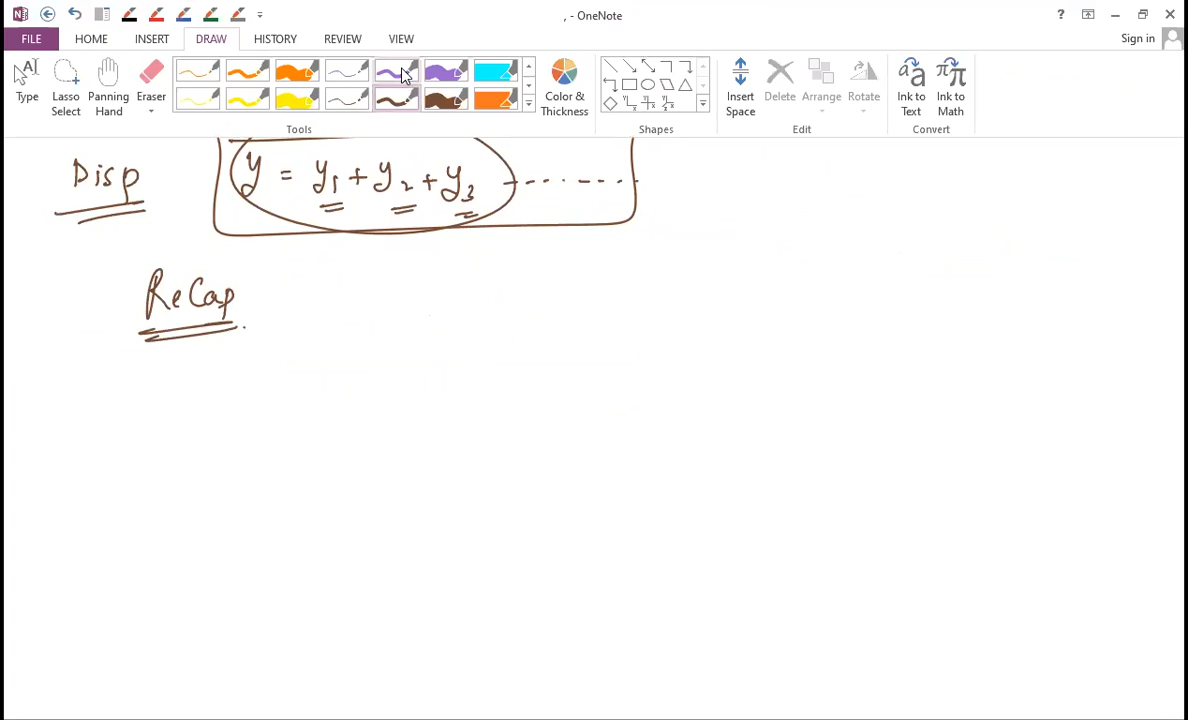 , - OneNote
? Sign in
FILE HOME INSERT DRAW HISTORY REVIEW VIEW
Type Lasso Select Panning Hand Eraser Color & Thickness Insert Space Delete Arrange Rotate Ink to Text Ink to Math
Tools Shapes Edit Convert
Disp y = y₁ + y₂ + y₃ + - - · · · - - - ·
ReCap